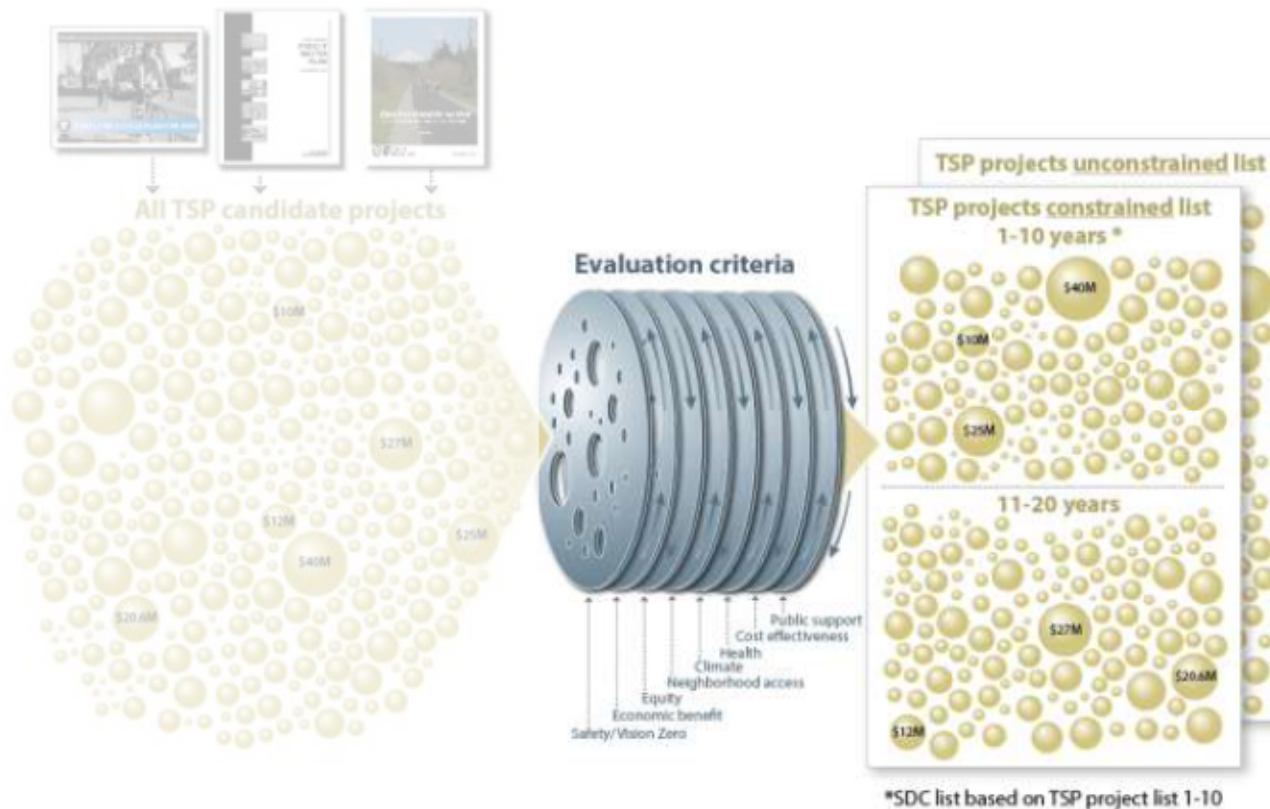 All TSP candidate projects
$10M
$27M
$12M
$25M
$40M
$20.6M
Evaluation criteria
Public support
Cost effectiveness
Health
Climate
Neighborhood access
Equity
Economic benefit
Safety/Vision Zero
TSP projects unconstrained list
TSP projects constrained list
1-10 years *
$40M
$10M
$25M
11-20 years
$27M
$20.6M
$12M
*SDC list based on TSP project list 1-10